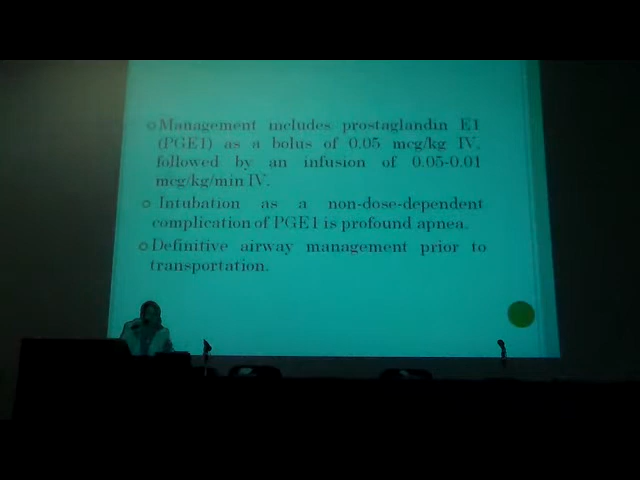 Management includes prostaglandin E1
(PGE1) as a bolus of 0.05 mcg/kg IV,
followed by an infusion of 0.05-0.01
mcg/kg/min IV.
Intubation as a non-dose-dependent
complication of PGE1 is profound apnea.
Definitive airway management prior to
transportation.